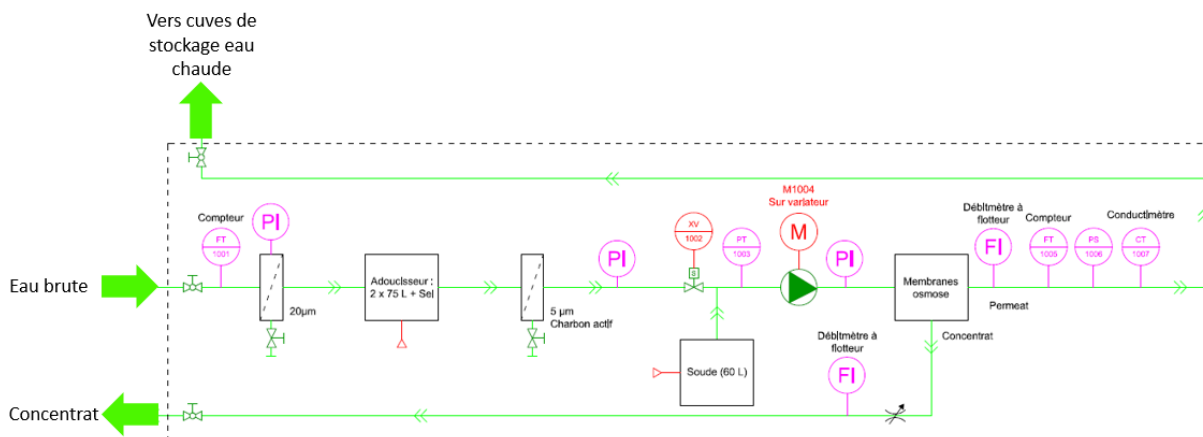 Vers cuves de
stockage eau
chaude
M1004
Sur variateur
Compteur
PI
FT
1001
XV
1002
S
PT
1003
M
PI
PI
Débitmètre à
flotteur
FI
Compteur
FT
1005
PS
1006
Conductimètre
CT
1007
Eau brute
20µm
Adoucisseur :
2 x 75 L + Sel
5 µm
Charbon actif
Membranes
osmose
Permeat
Concentrat
Soude (60 L)
Débitmètre à
flotteur
FI
Concentrat